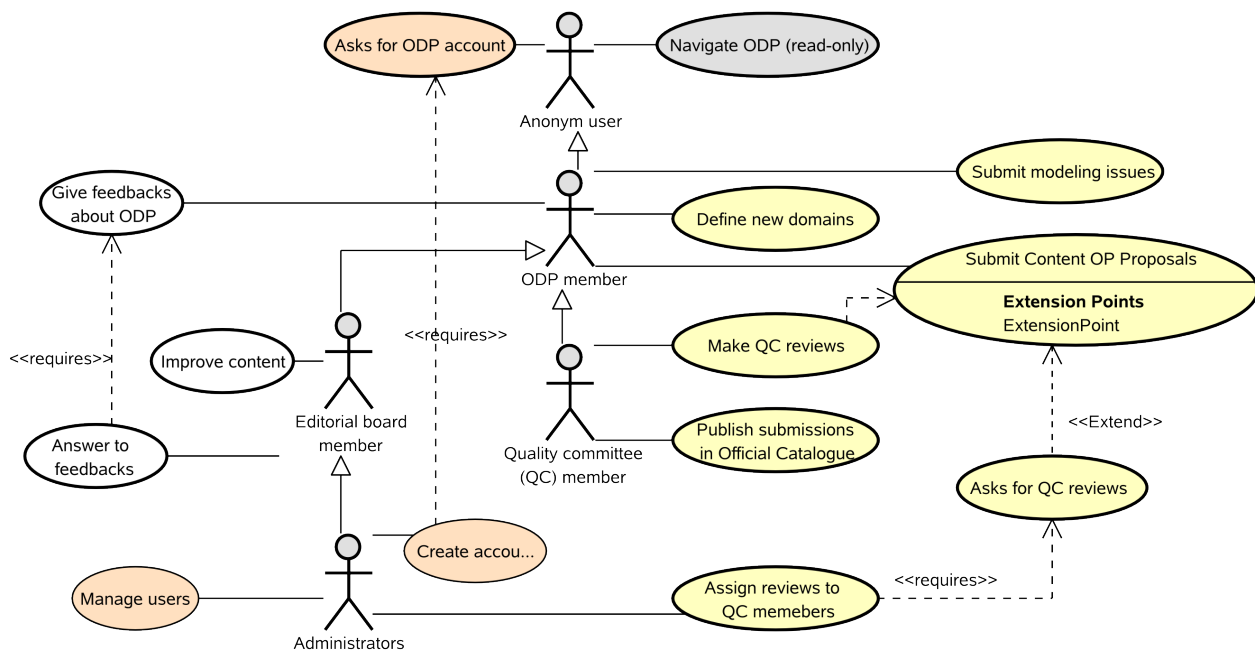 Asks for ODP account
Navigate ODP (read-only)
Anonym user
Submit modeling issues
Give feedbacks
about ODP
Define new domains
ODP member
Submit Content OP Proposals
Extension Points
ExtensionPoint
<<requires>>
<<requires>>
Improve content
Make QC reviews
Editorial board
member
<<Extend>>
Publish submissions
in Official Catalogue
Answer to
feedbacks
Quality committee
(QC) member
Asks for QC reviews
Create accou...
<<requires>>
Manage users
Assign reviews to
QC memebers
Administrators